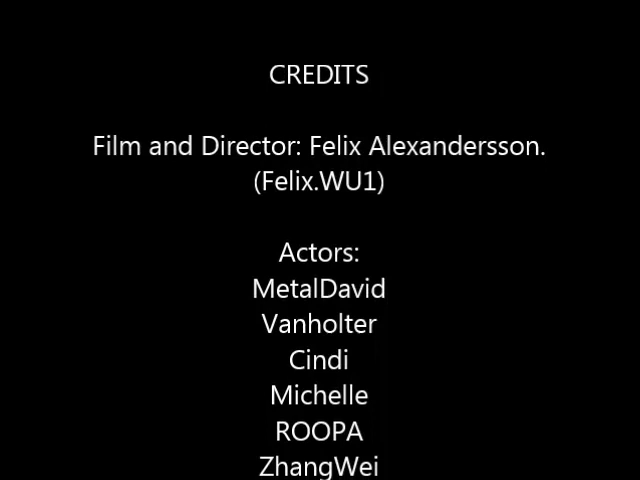 CREDITS
Film and Director: Felix Alexandersson.
(Felix.WU1)
Actors:
MetalDavid
Vanholter
Cindi
Michelle
ROOPA
ZhangWei